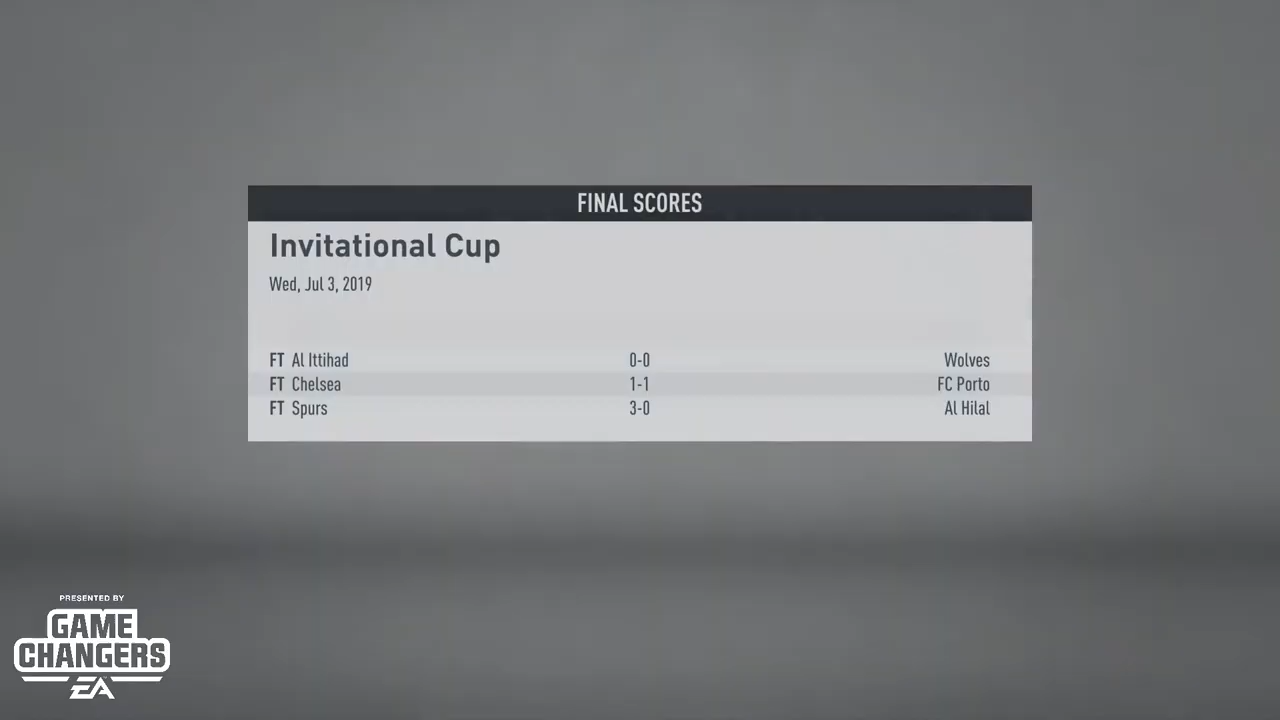 FINAL SCORES
Invitational Cup
Wed, Jul 3, 2019
FT Al Ittihad 0-0 Wolves
FT Chelsea 1-1 FC Porto
FT Spurs 3-0 Al Hilal
PRESENTED BY
GAME
CHANGERS
EA